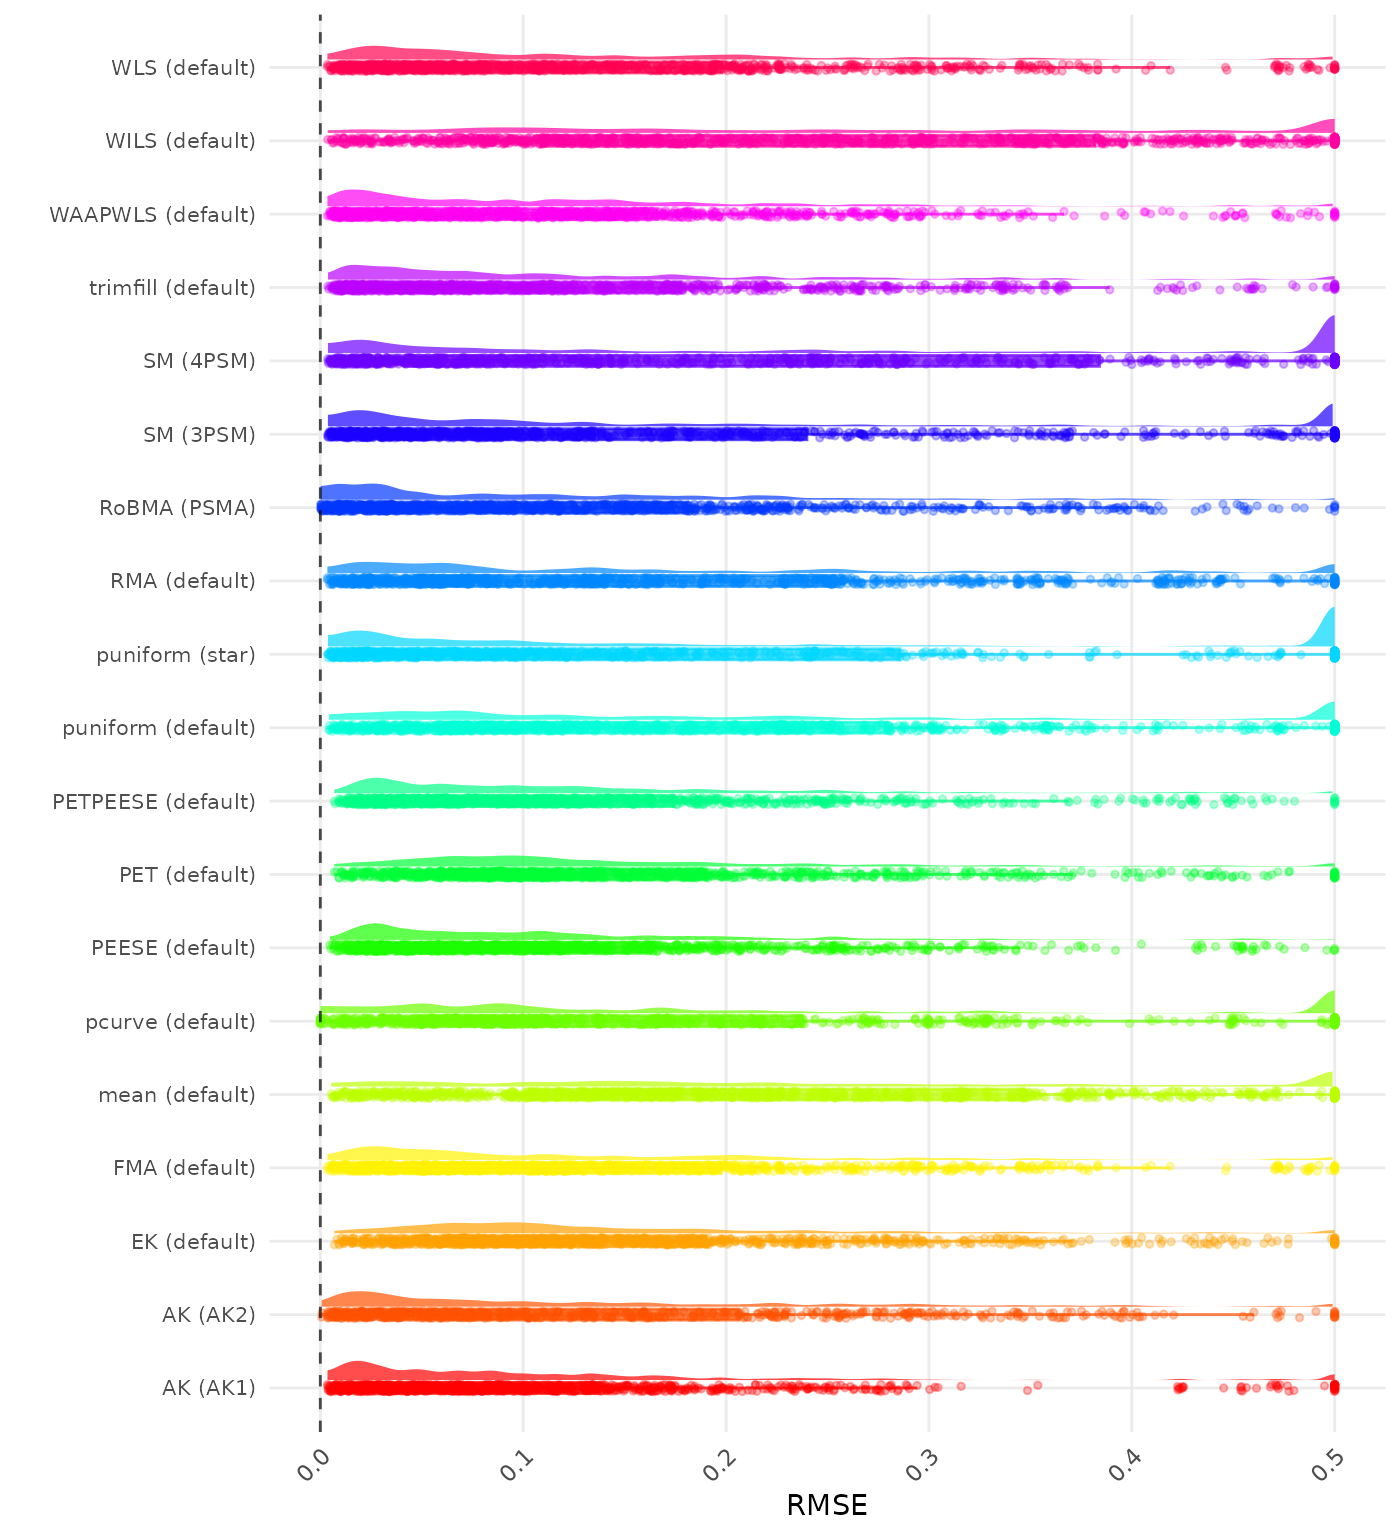 WLS (default)
WILS (default)
WAAPWLS (default)
trimfill (default)
SM (4PSM)
SM (3PSM)
RoBMA (PSMA)
RMA (default)
puniform (star)
puniform (default)
PETPEESE (default)
PET (default)
PEESE (default)
pcurve (default)
mean (default)
FMA (default)
EK (default)
AK (AK2)
AK (AK1)
0.0 0.1 0.2 0.3 0.4 0.5
RMSE